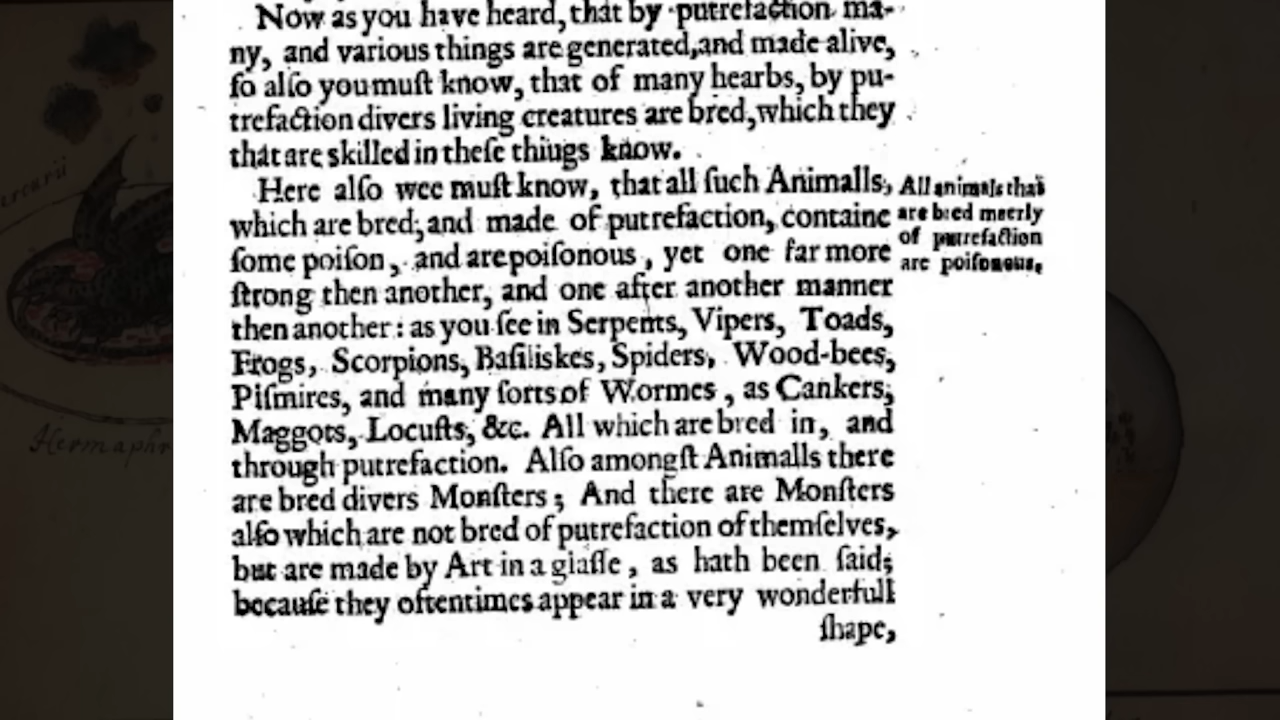 Now as you have heard, that by putrefaction ma-
ny, and various things are generated, and made alive,
ſo alſo you muſt know, that of many hearbs, by pu-
trefaction divers living creatures are bred, which they
that are skilled in theſe thiugs know.
Here alſo wee muſt know, that all ſuch Animalls,
which are bred, and made of putrefaction, containe
ſome poiſon, and are poiſonous, yet one far more
ſtrong then another, and one after another manner
then another: as you ſee in Serpents, Vipers, Toads,
Frogs, Scorpions, Baſiliskes, Spiders, Wood-bees,
Piſmires, and many ſorts of Wormes, as Cankers,
Maggots, Locuſts, &c. All which are bred in, and
through putrefaction. Alſo amongſt Animalls there
are bred divers Monſters; And there are Monſters
alſo which are not bred of putrefaction of themſelves,
but are made by Art in a glaſſe, as hath been ſaid;
becauſe they oftentimes appear in a very wonderfull
ſhape,
All animals that
are bred meerly
of putrefaction
are poiſonous.
Hermaphr